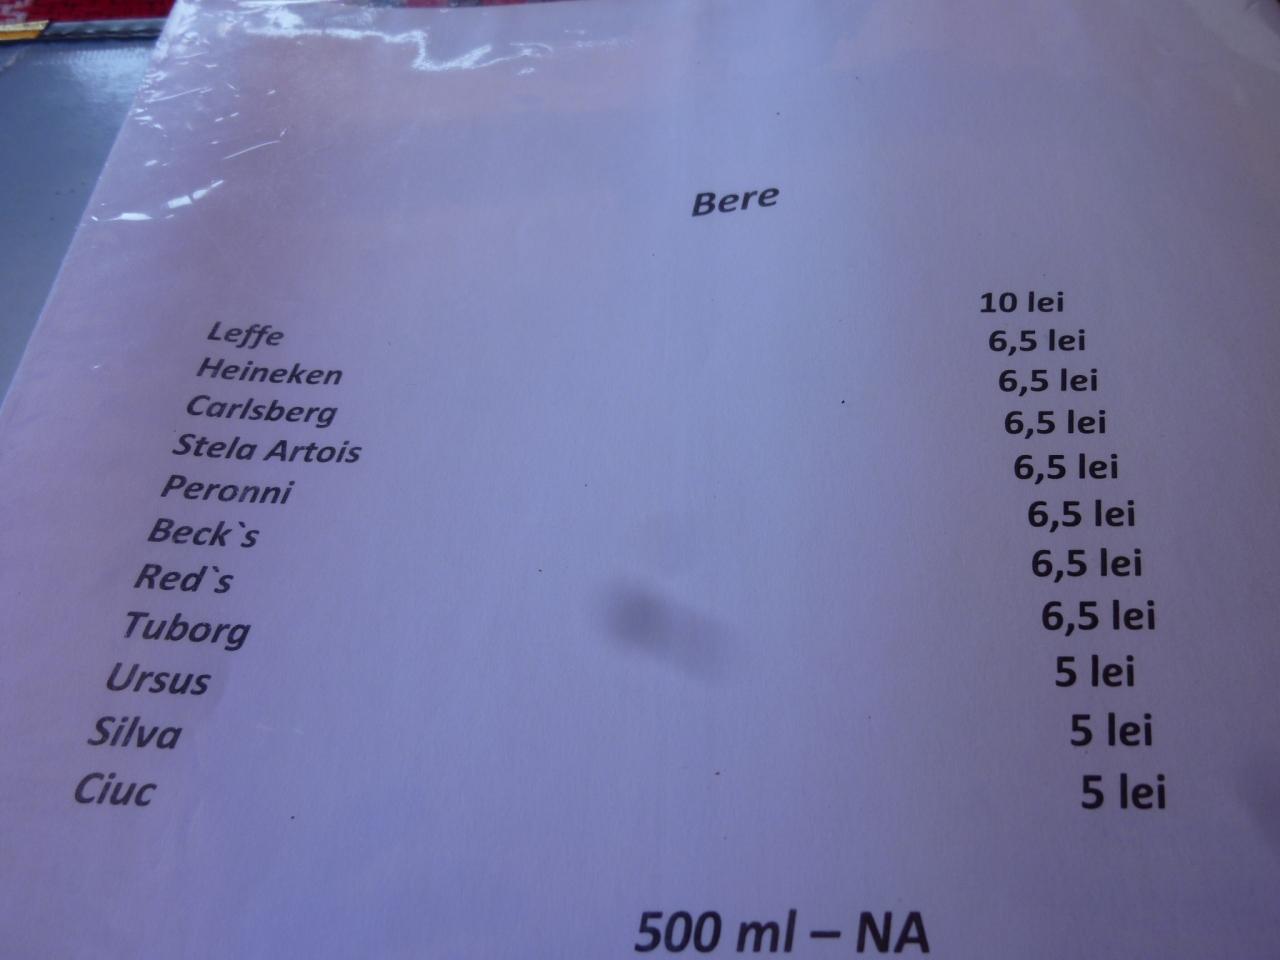 Bere
Leffe 10 lei
Heineken 6,5 lei
Carlsberg 6,5 lei
Stela Artois 6,5 lei
Peronni 6,5 lei
Beck`s 6,5 lei
Red`s 6,5 lei
Tuborg 6,5 lei
Ursus 5 lei
Silva 5 lei
Ciuc 5 lei
500 ml – NA